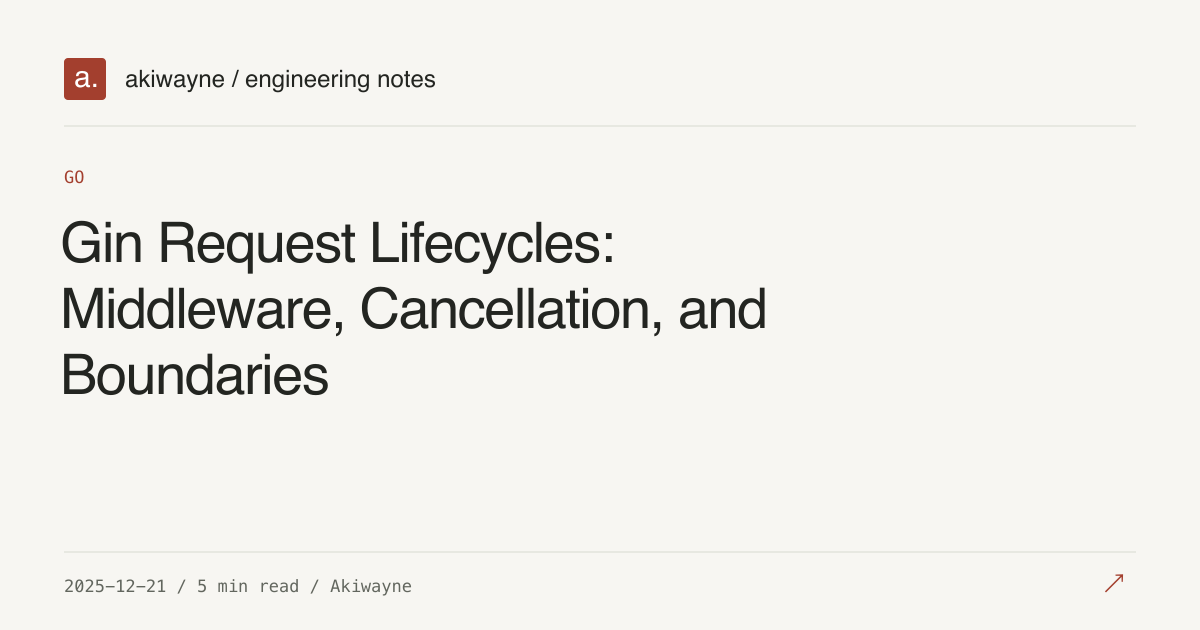 a. akiwayne / engineering notes
GO
Gin Request Lifecycles:
Middleware, Cancellation, and
Boundaries
2025-12-21 / 5 min read / Akiwayne